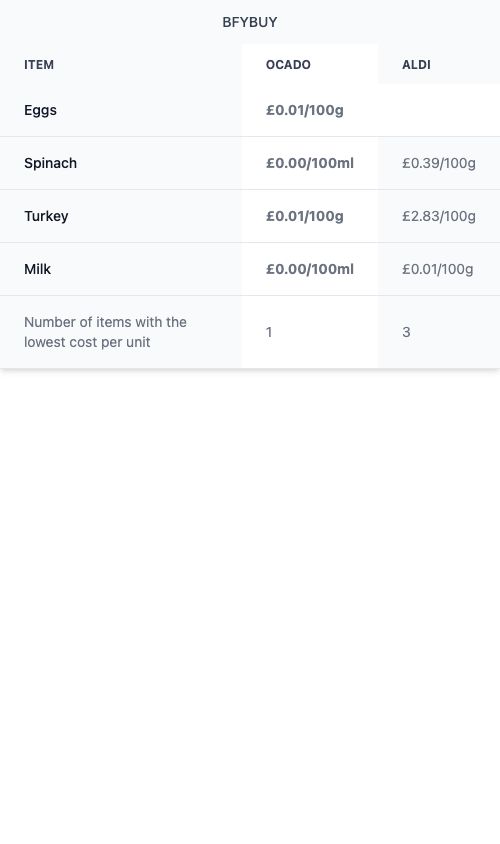 BFYBUY
ITEM OCADO ALDI
Eggs £0.01/100g
Spinach £0.00/100ml £0.39/100g
Turkey £0.01/100g £2.83/100g
Milk £0.00/100ml £0.01/100g
Number of items with the
lowest cost per unit 1 3